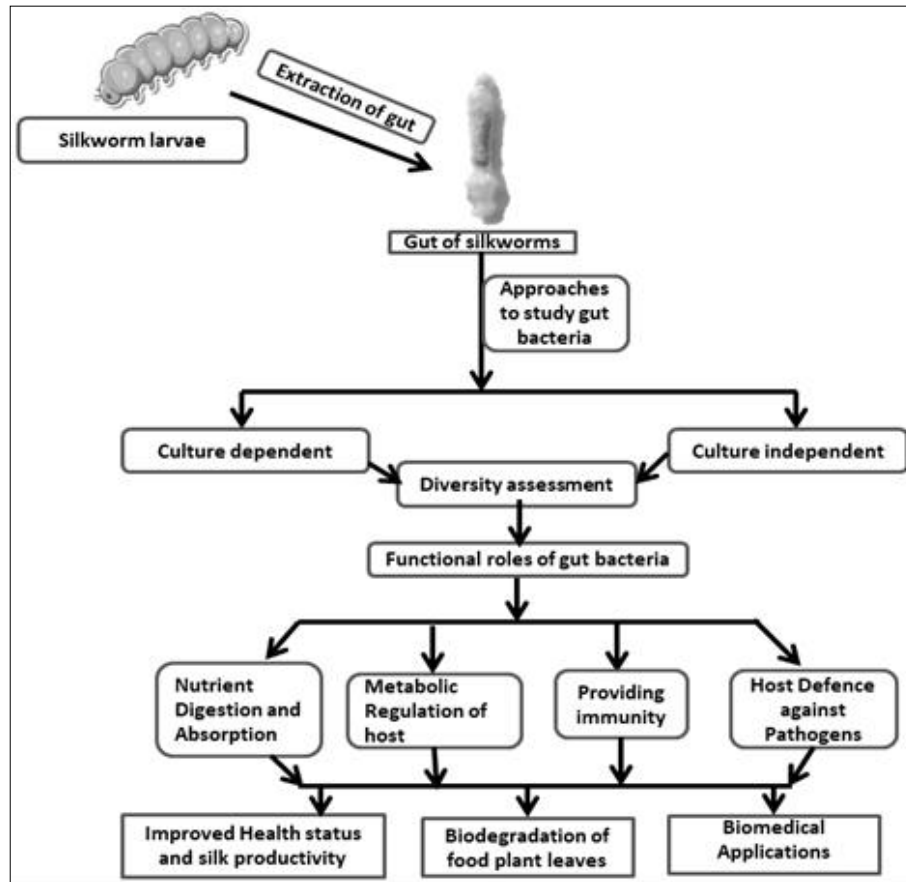 Extraction of gut
Silkworm larvae
Gut of silkworms
Approaches
to study gut
bacteria
Culture dependent
Culture independent
Diversity assessment
Functional roles of gut bacteria
Nutrient
Digestion and
Absorption
Metabolic
Regulation of
host
Providing
immunity
Host Defence
against
Pathogens
Improved Health status
and silk productivity
Biodegradation of
food plant leaves
Biomedical
Applications